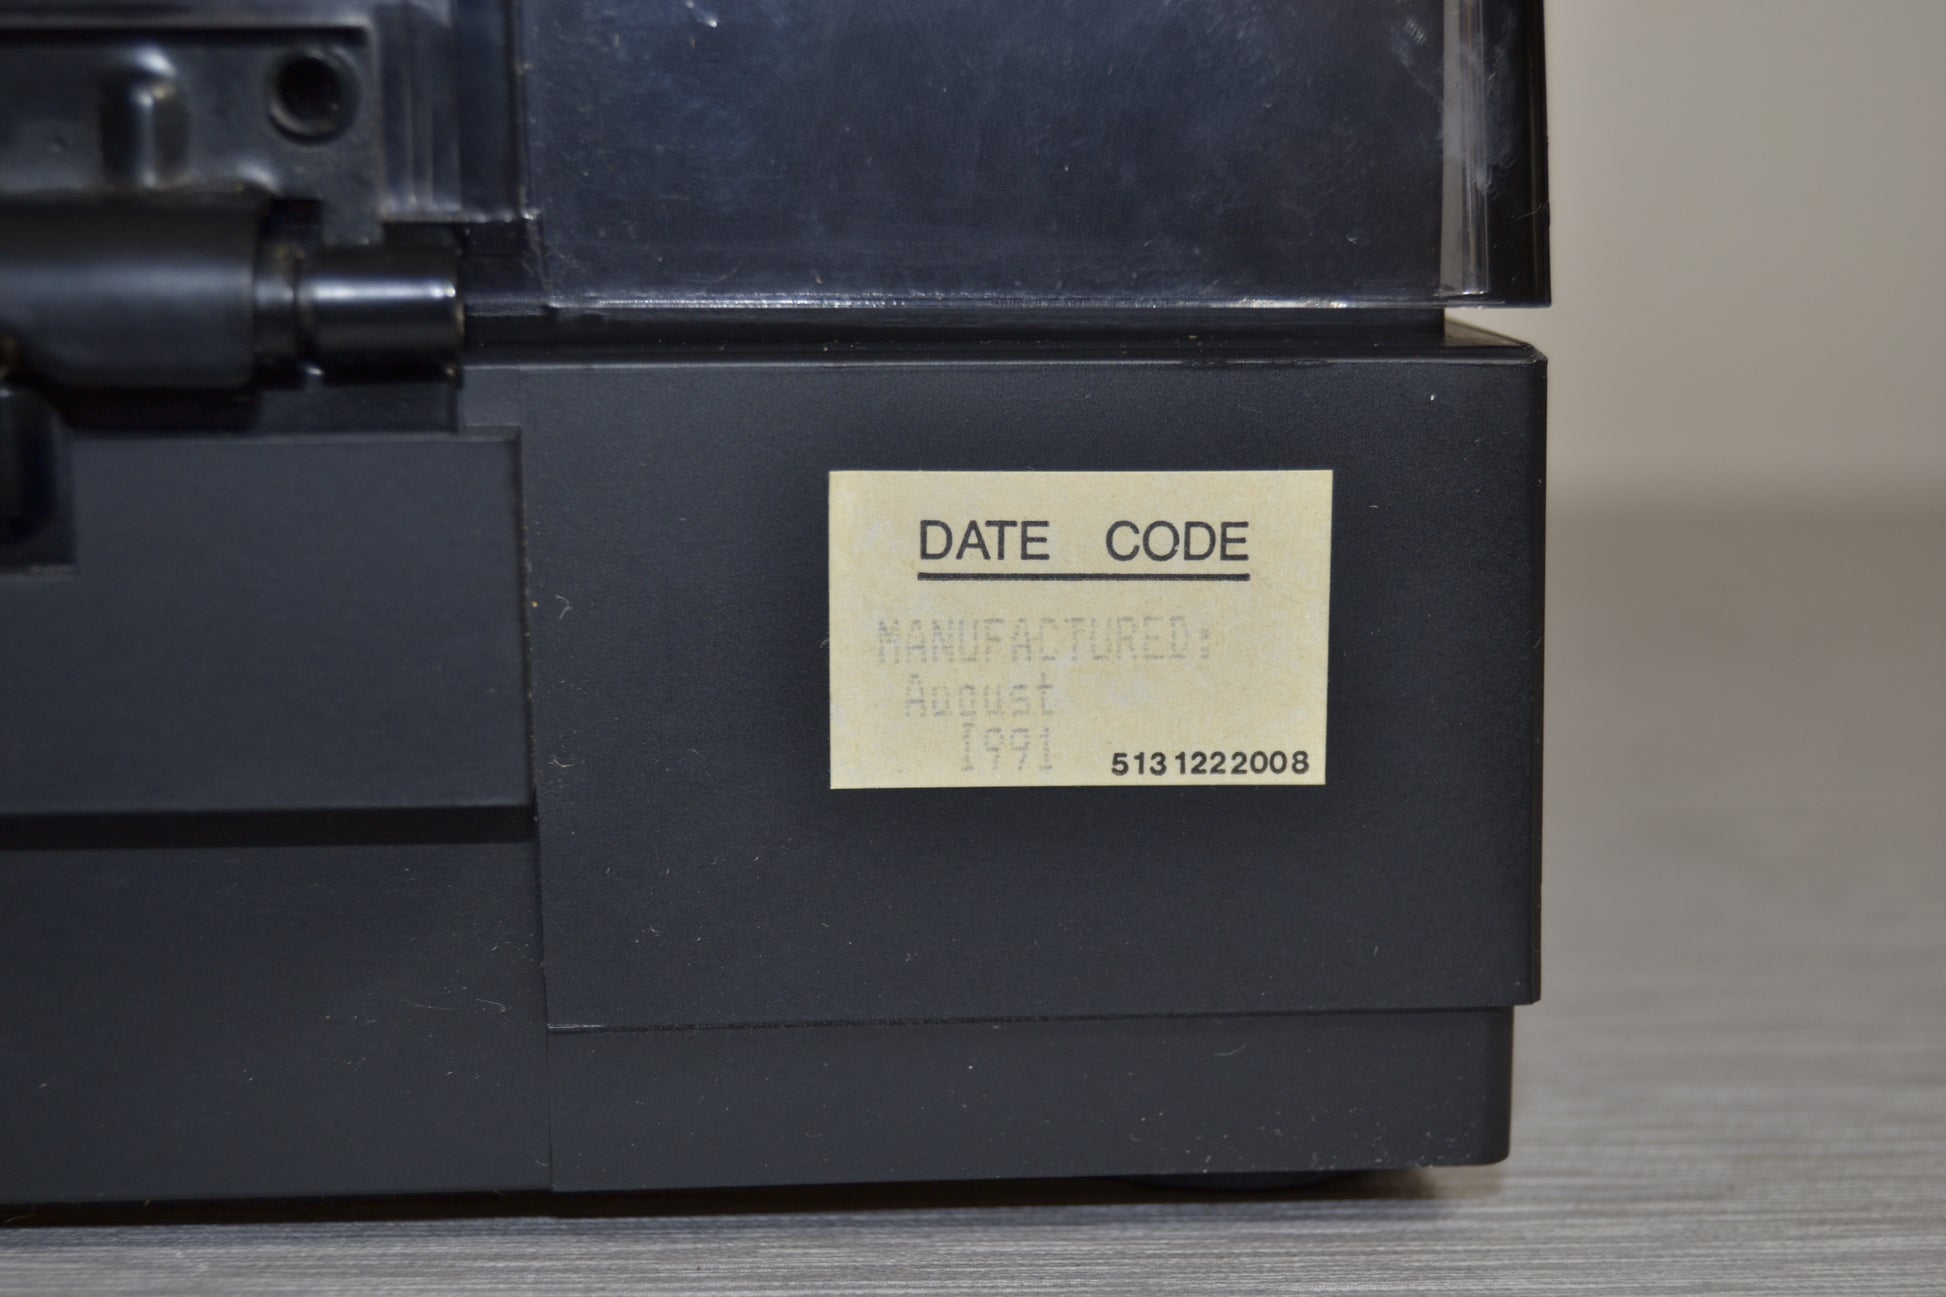 DATE CODE
MANUFACTURED:
August
1991
5131222008